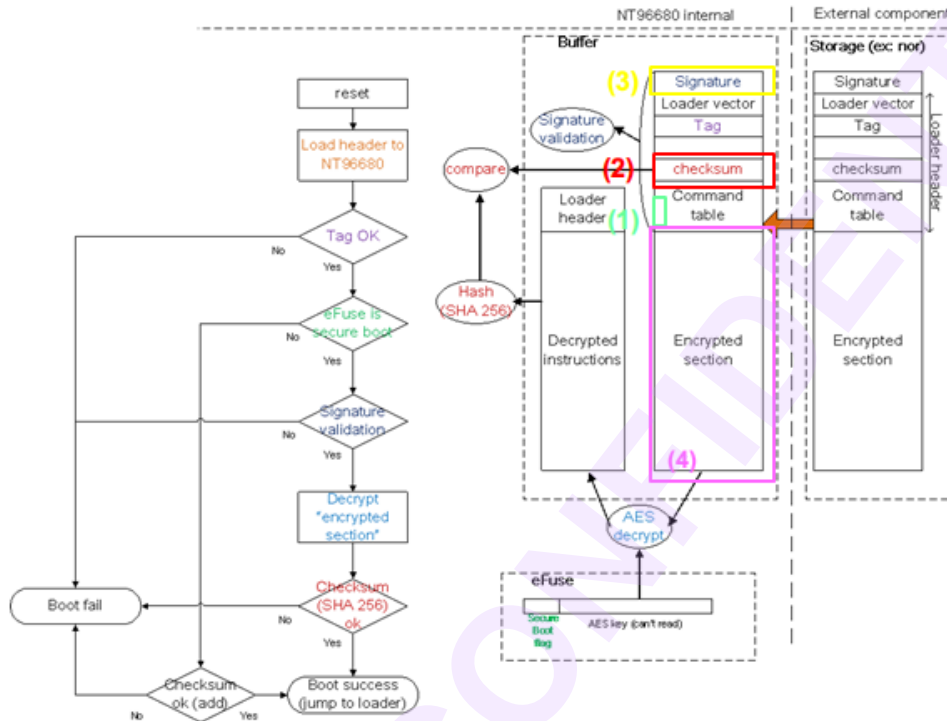 NT96680 internal
External component
Buffer
Storage (ex: nor)
(3)
Signature
Loader vector
Tag
checksum
Command
table
Encrypted
section
Signature
Loader vector
Tag
checksum
Command
table
Encrypted
section
Loader header
Signature
validation
compare
(2)
(1)
Loader
header
Hash
(SHA 256)
Decrypted
instructions
(4)
AES
decrypt
eFuse
Secure
Boot
flag
AES key (can't read)
reset
Load header to
NT96680
Tag OK
No
Yes
eFuse is
secure boot
No
Yes
Signature
validation
No
Yes
Decrypt
"encrypted
section"
Checksum
(SHA 256)
ok
No
Yes
Boot fail
Checksum
ok (add)
No
Yes
Boot success
(jump to loader)
CONFIDENT